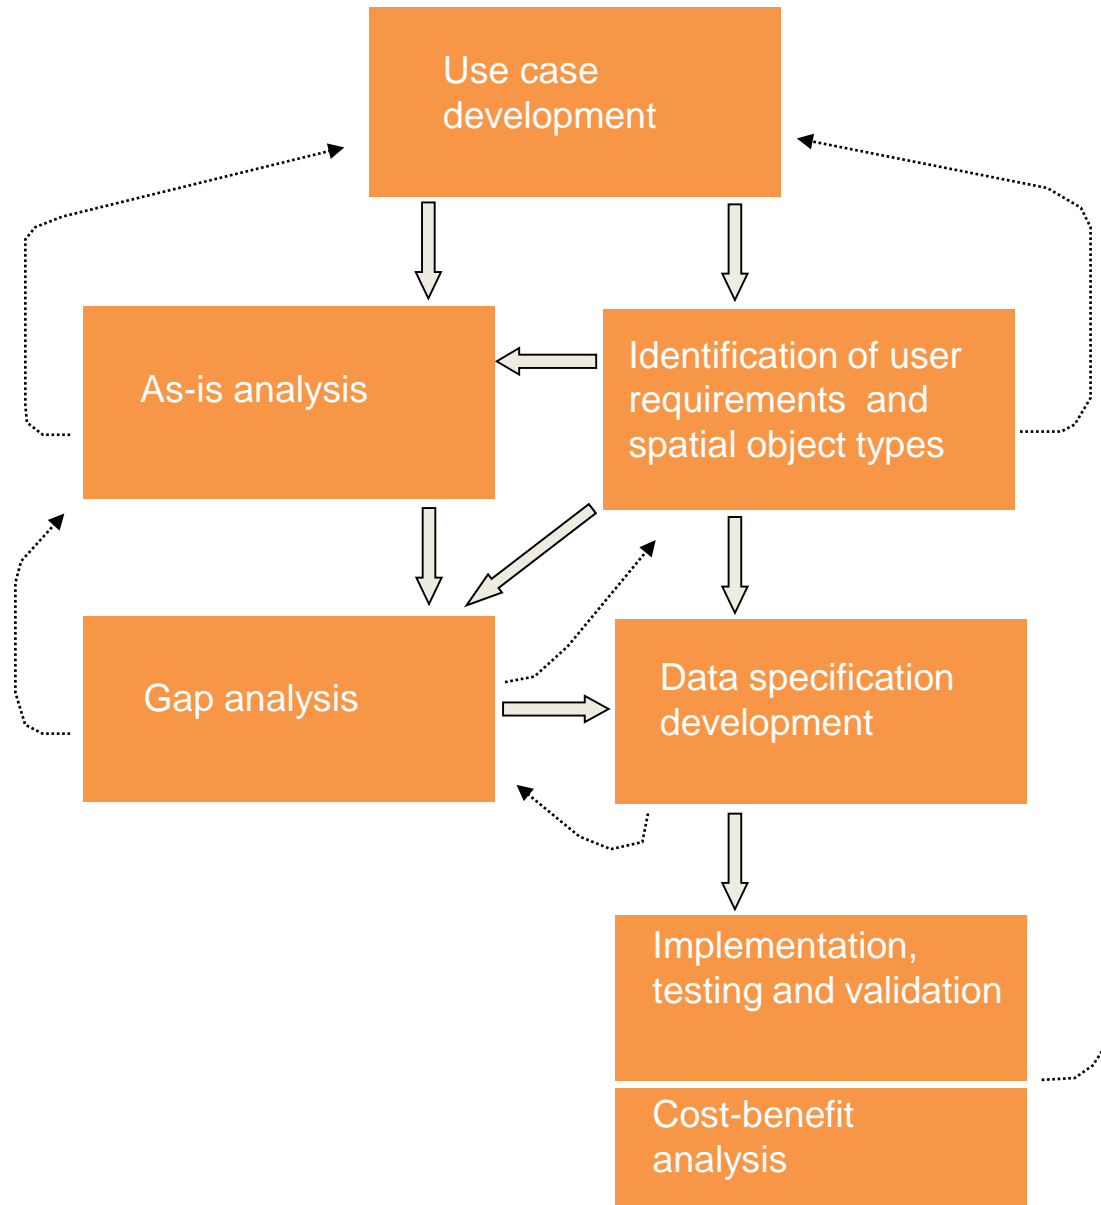 Use case
development
As-is analysis
Identification of user
requirements  and
spatial object types
Gap analysis
Data specification
development
Implementation,
testing and validation
Cost-benefit
analysis